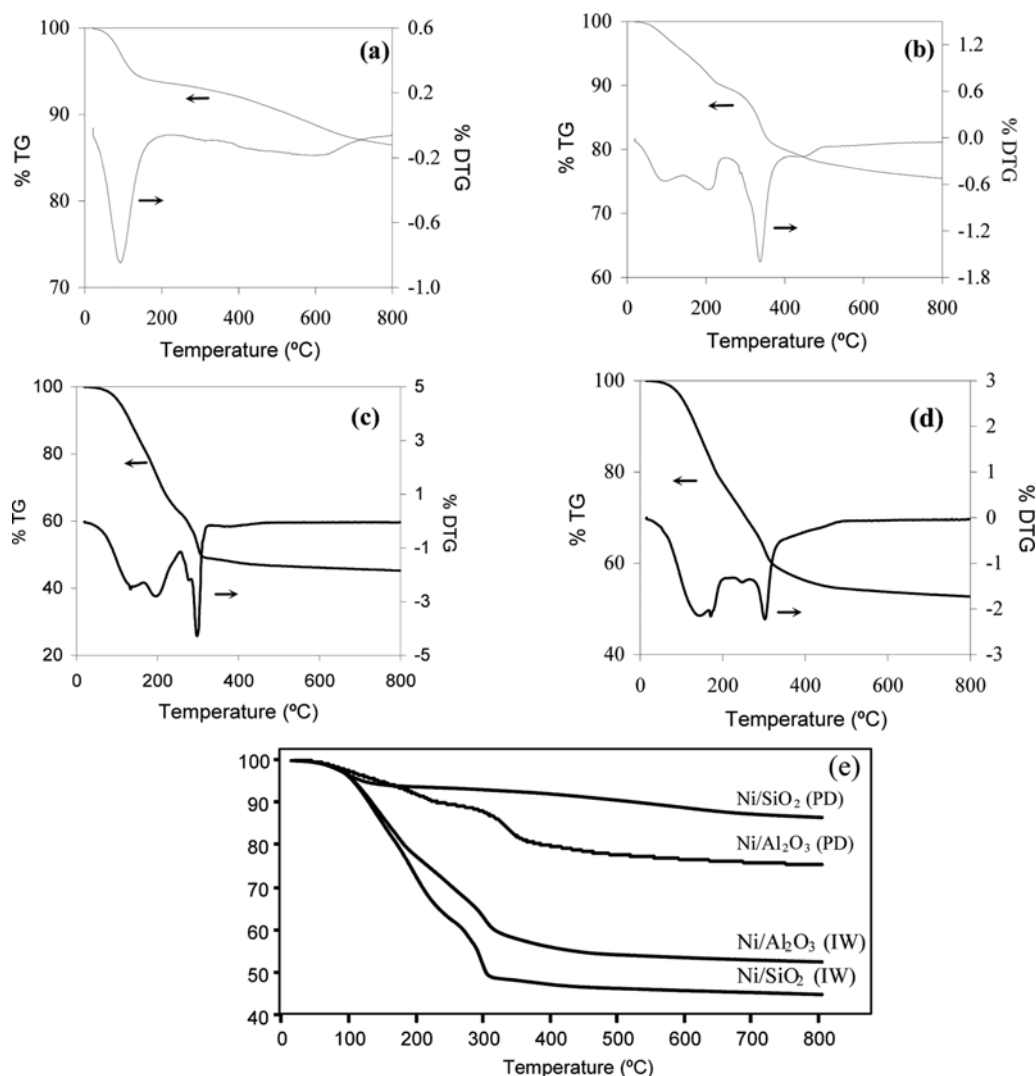 (a)
% TG
100
90
80
70
0.6
0.2
-0.2
-0.6
-1.0
% DTG
0 200 400 600 800
Temperature (ºC)
(b)
% TG
100
90
80
70
60
1.2
0.6
0.0
-0.6
-1.2
-1.8
% DTG
0 200 400 600 800
Temperature (ºC)
(c)
% TG
100
80
60
40
20
5
3
1
-1
-3
-5
% DTG
0 200 400 600 800
Temperature (ºC)
(d)
% TG
100
80
60
40
3
2
1
0
-1
-2
-3
% DTG
0 200 400 600 800
Temperature (ºC)
(e)
100
90
80
70
60
50
40
Ni/SiO₂ (PD)
Ni/Al₂O₃ (PD)
Ni/Al₂O₃ (IW)
Ni/SiO₂ (IW)
0 100 200 300 400 500 600 700 800
Temperature (ºC)